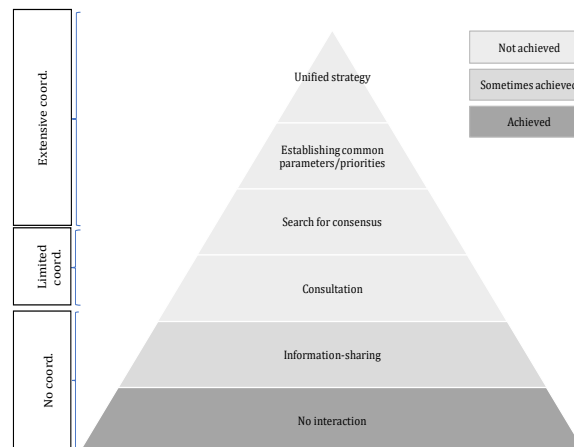 Extensive coord.
Limited
coord.
No coord.
Unified strategy
Establishing common
parameters/priorities
Search for consensus
Consultation
Information-sharing
No interaction
Not achieved
Sometimes achieved
Achieved